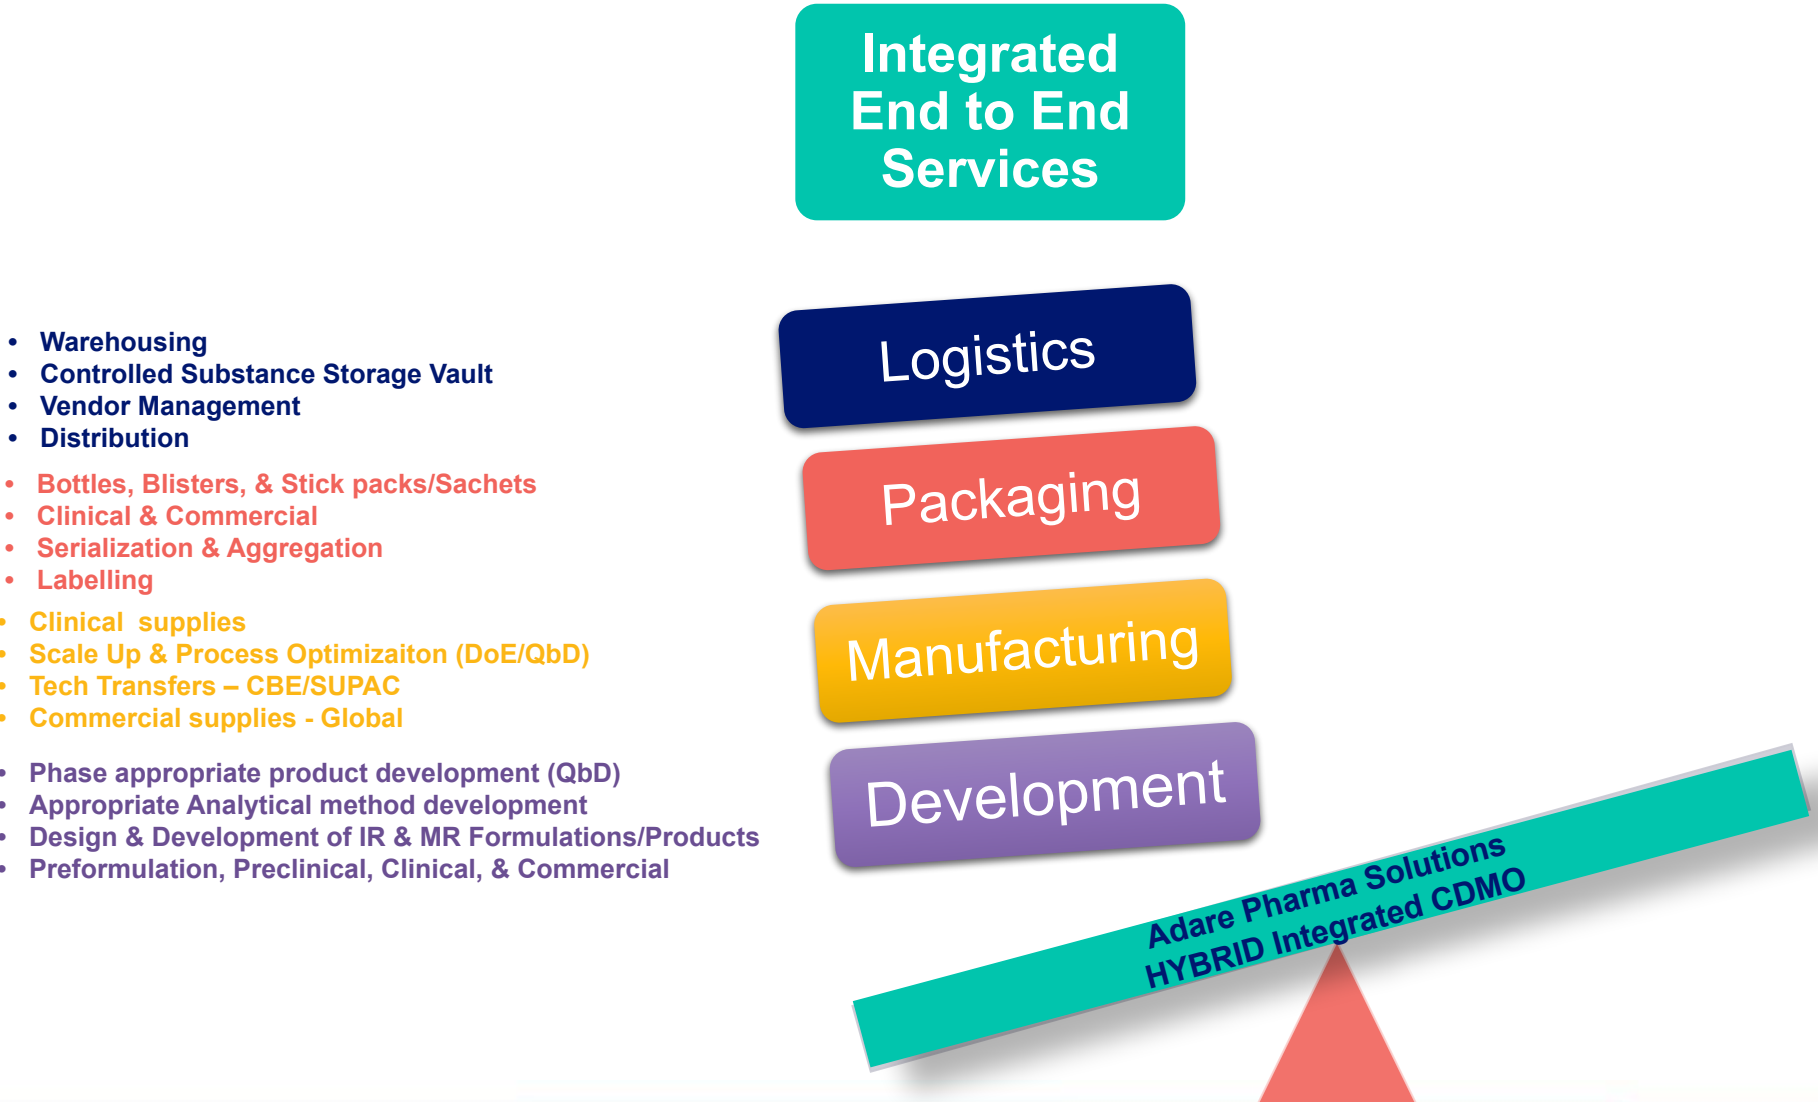 Integrated
End to End
Services
Logistics
• Warehousing
• Controlled Substance Storage Vault
• Vendor Management
• Distribution
Packaging
• Bottles, Blisters, & Stick packs/Sachets
• Clinical & Commercial
• Serialization & Aggregation
• Labelling
Manufacturing
• Clinical  supplies
• Scale Up & Process Optimizaiton (DoE/QbD)
• Tech Transfers – CBE/SUPAC
• Commercial supplies - Global
Development
• Phase appropriate product development (QbD)
• Appropriate Analytical method development
• Design & Development of IR & MR Formulations/Products
• Preformulation, Preclinical, Clinical, & Commercial
Adare Pharma Solutions
HYBRID Integrated CDMO